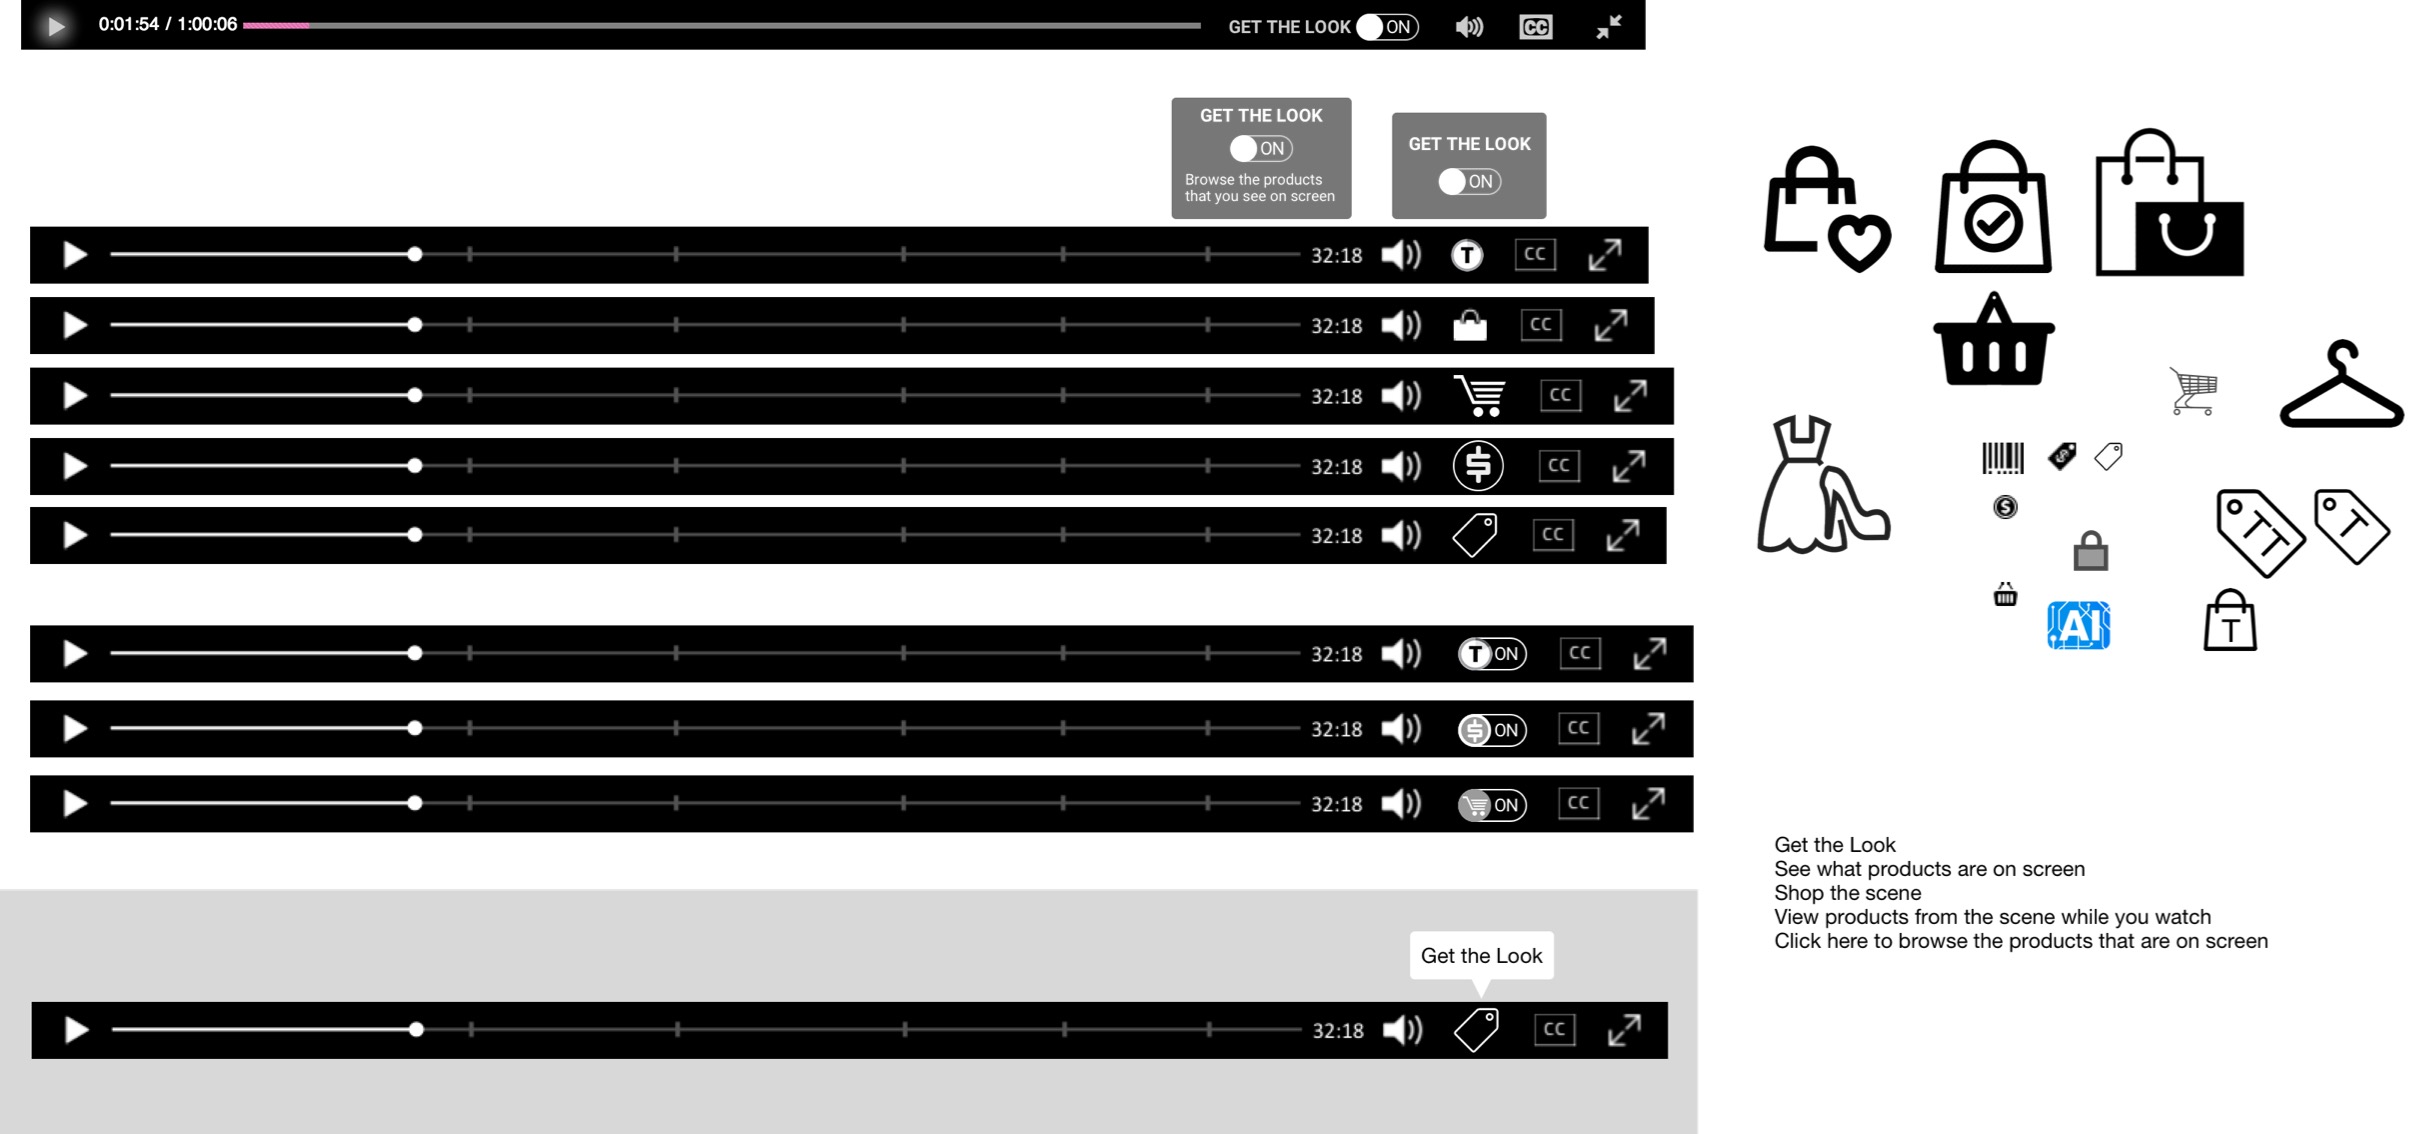 0:01:54 / 1:00:06 GET THE LOOK ON CC
GET THE LOOK
ON
Browse the products
that you see on screen
GET THE LOOK
ON
32:18 T CC
32:18 CC
32:18 CC
32:18 $ CC
32:18 CC
32:18 T ON CC
32:18 $ ON CC
32:18 ON CC
Get the Look
32:18 CC
$
$
TT
T
AI
T
Get the Look
See what products are on screen
Shop the scene
View products from the scene while you watch
Click here to browse the products that are on screen